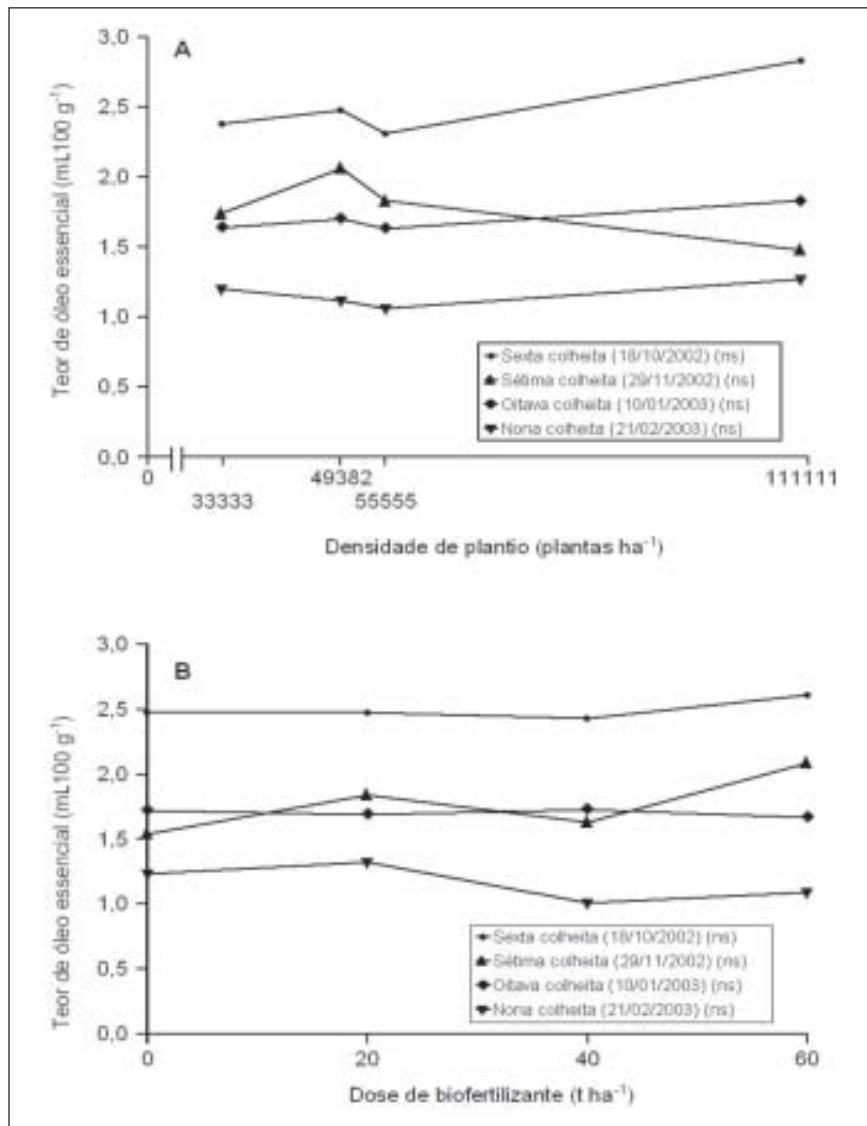 A
Teor de óleo essencial (mL100 g-1)
3,0
2,5
2,0
1,5
1,0
0,5
0,0
Sexta colheita (18/10/2002) (ns)
Sétima colheita (29/11/2002) (ns)
Oitava colheita (10/01/2003) (ns)
Nona colheita (21/02/2003) (ns)
0 49382 111111
33333 55555
Densidade de plantio (plantas ha-1)
B
Teor de óleo essencial (mL100 g-1)
3,0
2,5
2,0
1,5
1,0
0,5
0,0
Sexta colheita (18/10/2002) (ns)
Sétima colheita (29/11/2002) (ns)
Oitava colheita (10/01/2003) (ns)
Nona colheita (21/02/2003) (ns)
0 20 40 60
Dose de biofertilizante (t ha-1)